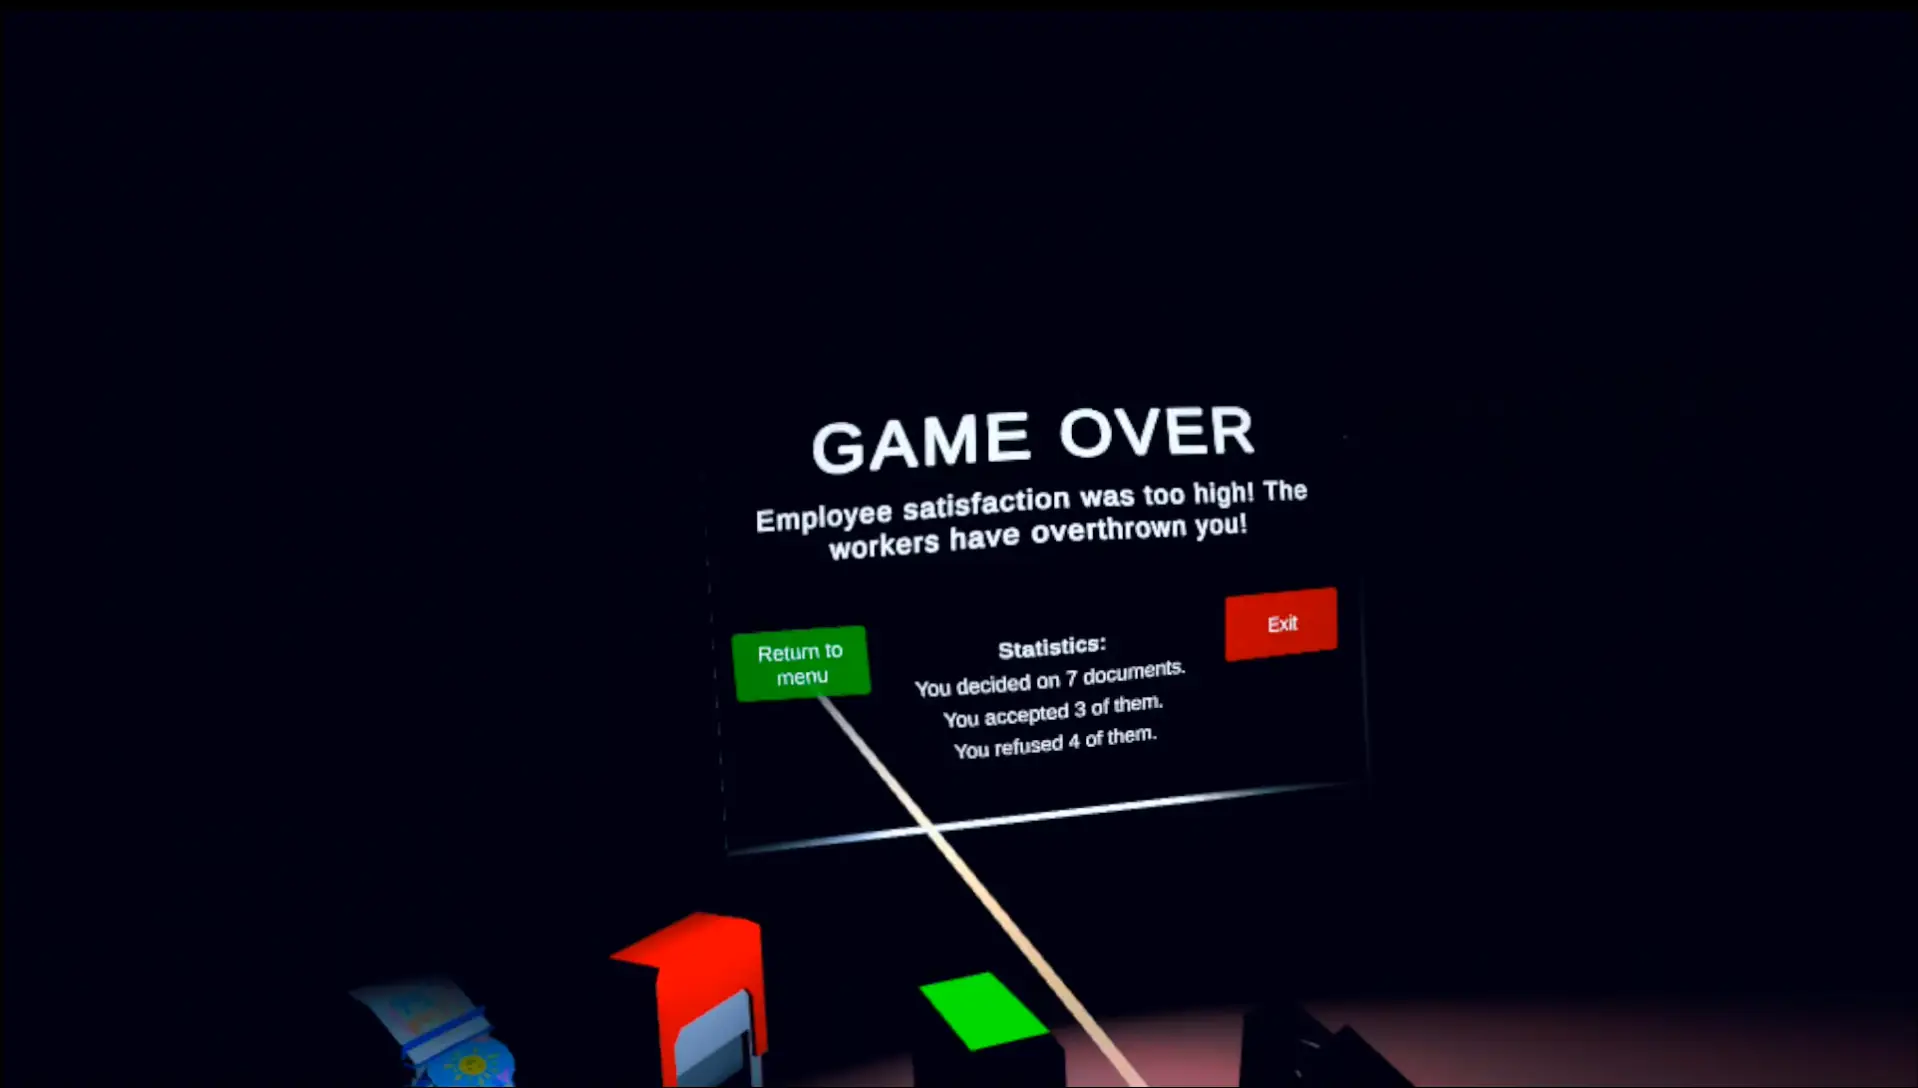 GAME OVER
Employee satisfaction was too high! The
workers have overthrown you!
Return to
menu
Exit
Statistics:
You decided on 7 documents.
You accepted 3 of them.
You refused 4 of them.